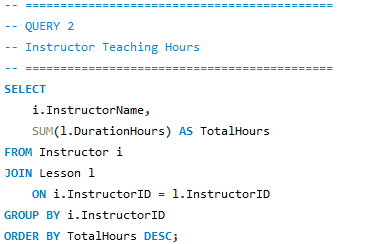 -- ============================================
-- QUERY 2
-- Instructor Teaching Hours
-- ============================================
SELECT
    i.InstructorName,
    SUM(l.DurationHours) AS TotalHours
FROM Instructor i
JOIN Lesson l
    ON i.InstructorID = l.InstructorID
GROUP BY i.InstructorID
ORDER BY TotalHours DESC;